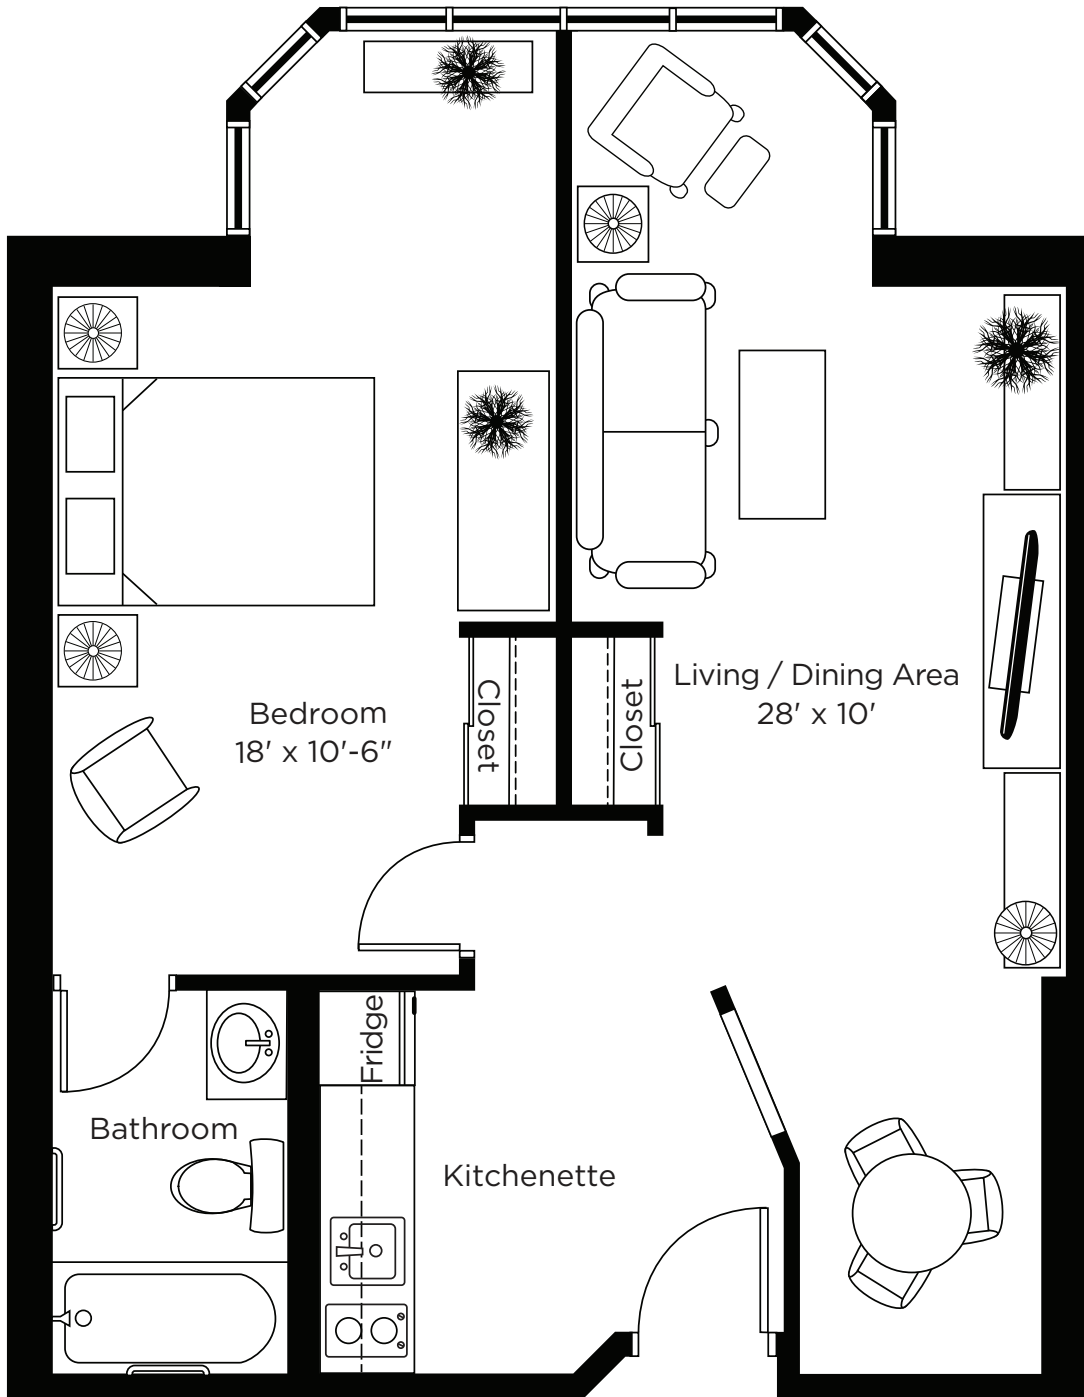 Bedroom
18' x 10'-6"
Closet
Closet
Living / Dining Area
28' x 10'
Fridge
Bathroom
Kitchenette